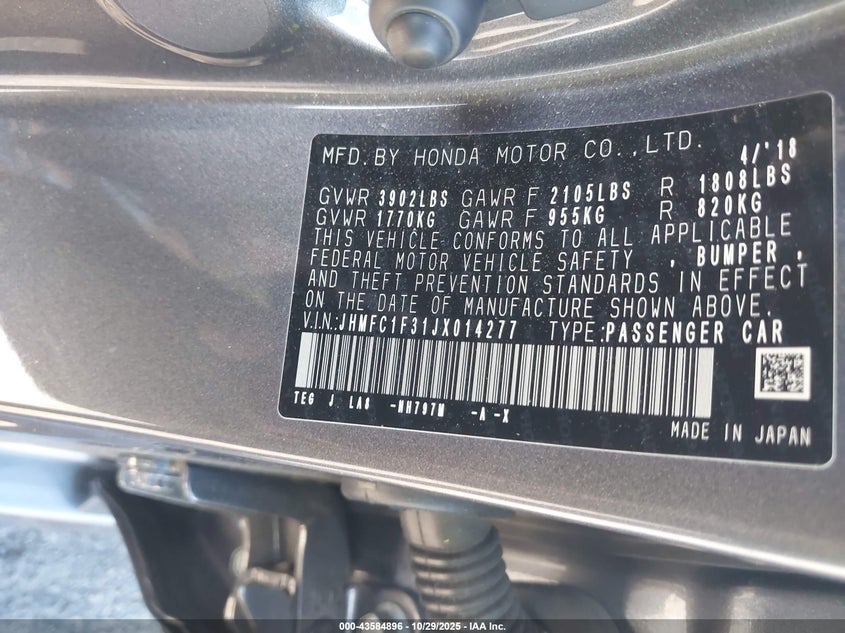 MFD. BY HONDA MOTOR CO., LTD. 4/'18
GVWR 3902LBS GAWR F 2105LBS R 1808LBS
GVWR 1770KG GAWR F 955KG R 820KG
THIS VEHICLE CONFORMS TO ALL APPLICABLE
FEDERAL MOTOR VEHICLE SAFETY , BUMPER ,
AND THEFT PREVENTION STANDARDS IN EFFECT
ON THE DATE OF MANUFACTURE SHOWN ABOVE.
V.I.N.:JHMFC1F31JX014277 TYPE:PASSENGER CAR
TEG J LA8 -NH797M -A -X
MADE IN JAPAN
000-43584896 - 10/29/2025 - IAA Inc.